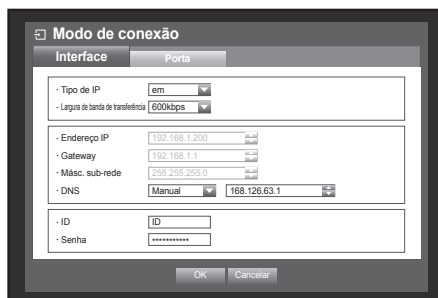 Modo de conexão
Interface Porta
· Tipo de IP em
· Largura de banda de transferência 600kbps
· Endereço IP 192.168.1.200
· Gateway 192.168.1.1
· Másc. sub-rede 255.255.255.0
· DNS Manual 168.126.63.1
· ID ID
· Senha ***********
OK Cancelar